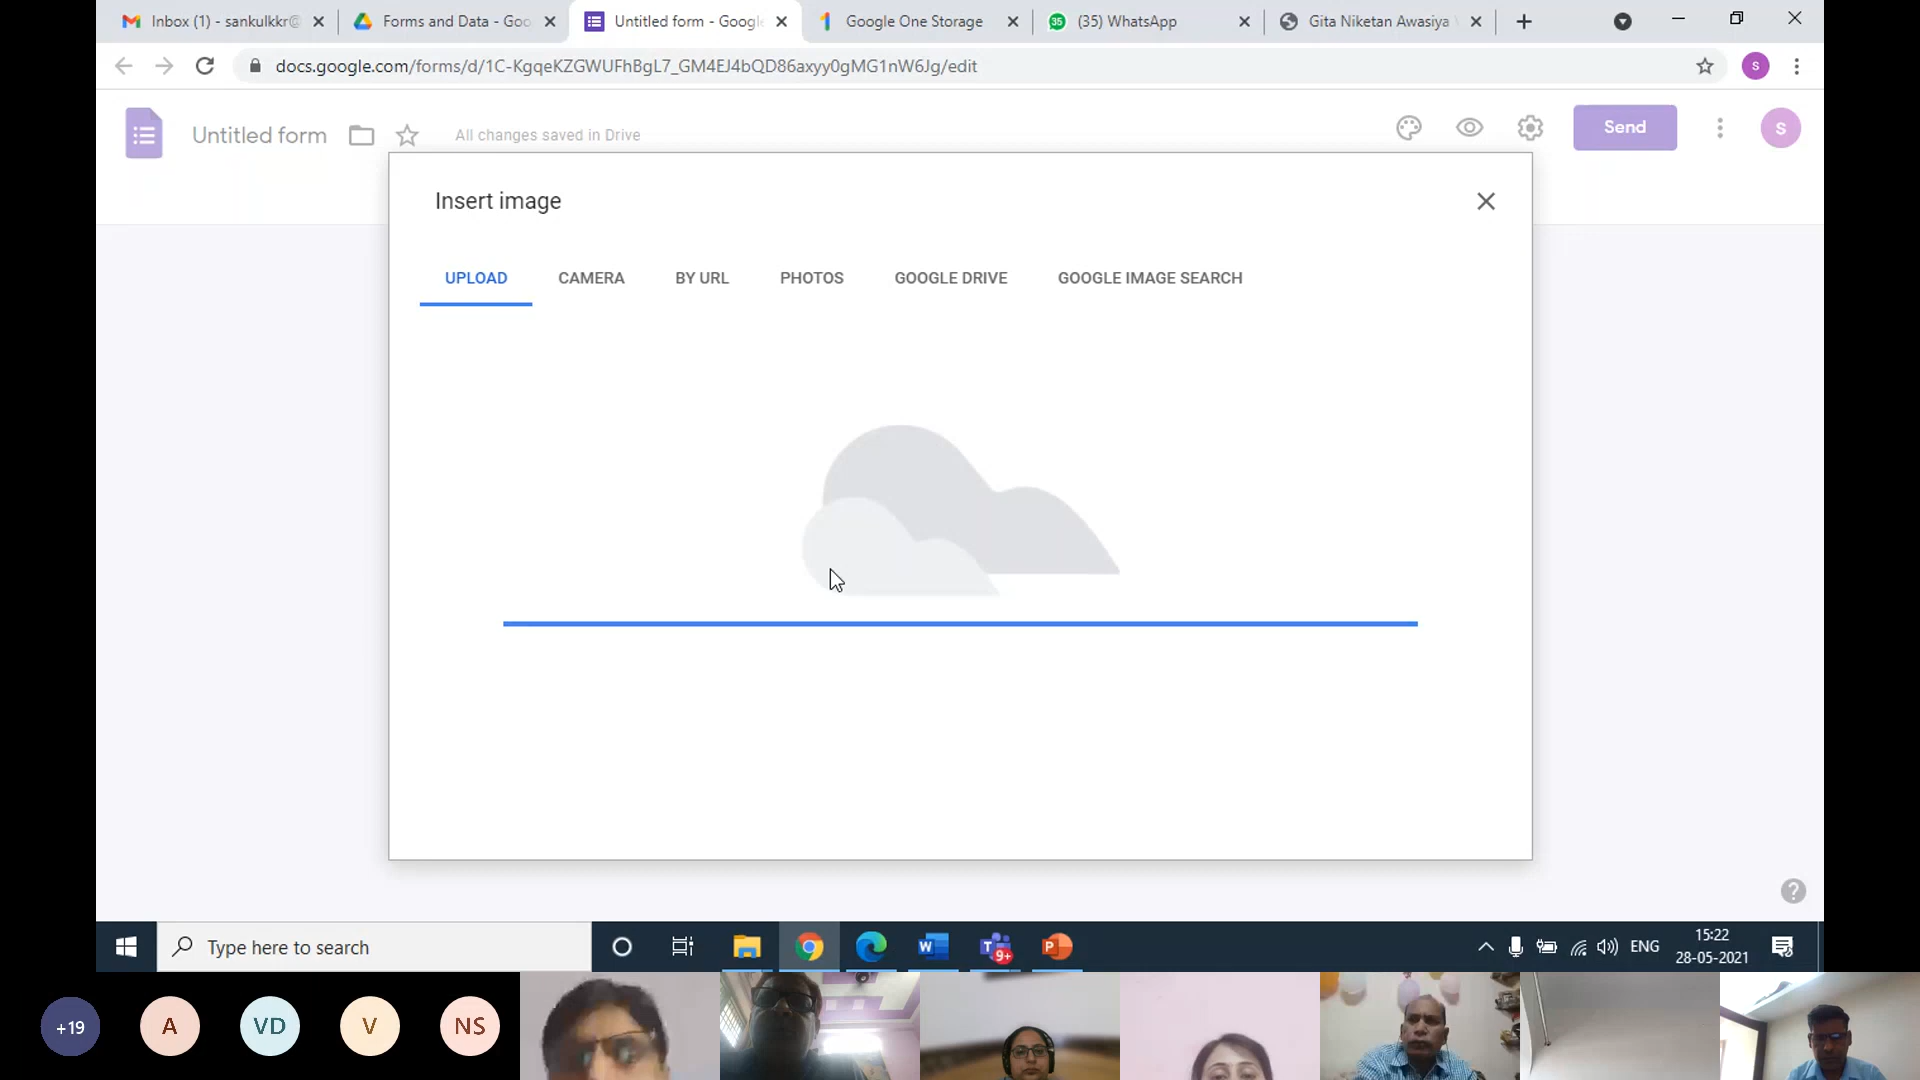 Inbox (1) - sankulkkr@
Forms and Data - Goo
Untitled form - Google
Google One Storage
35
(35) WhatsApp
Gita Niketan Awasiya
docs.google.com/forms/d/1C-KgqeKZGWUFhBgL7_GM4EJ4bQD86axyy0gMG1nW6Jg/edit
S
Untitled form
All changes saved in Drive
Send
S
Insert image
UPLOAD
CAMERA
BY URL
PHOTOS
GOOGLE DRIVE
GOOGLE IMAGE SEARCH
Type here to search
W
T
9+
P
ENG
15:22
28-05-2021
+19
A
VD
V
NS